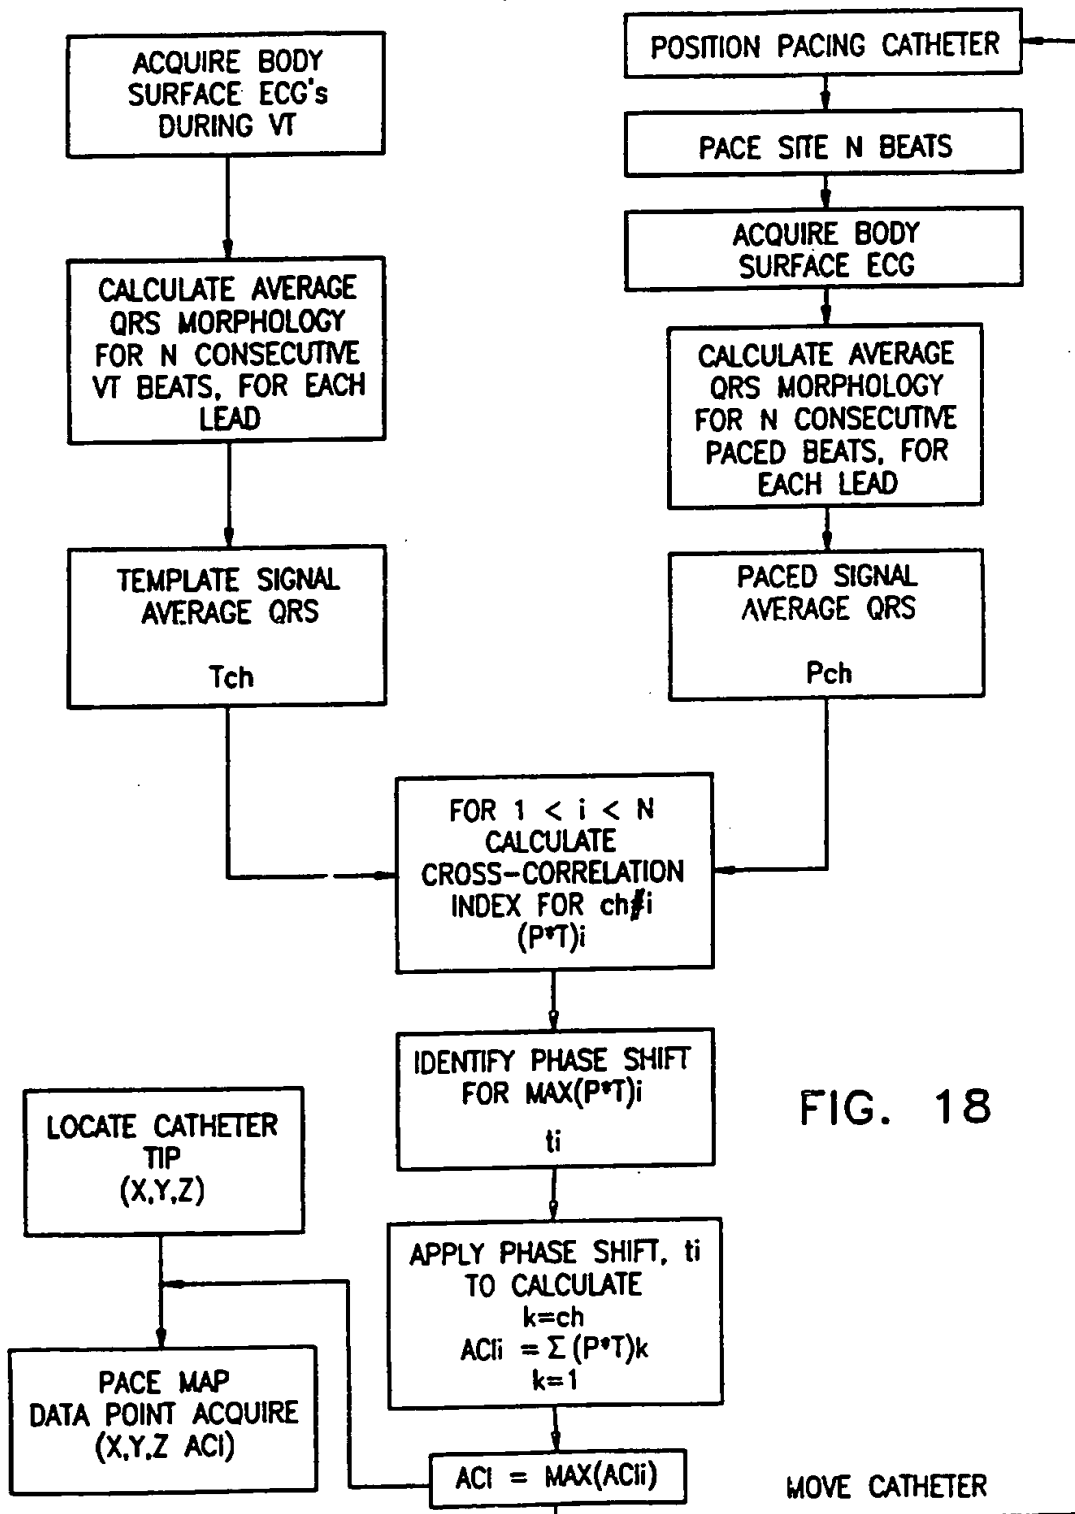 ACQUIRE BODY
SURFACE ECG's
DURING VT
CALCULATE AVERAGE
QRS MORPHOLOGY
FOR N CONSECUTIVE
VT BEATS, FOR EACH
LEAD
TEMPLATE SIGNAL
AVERAGE QRS
Tch
POSITION PACING CATHETER
PACE SITE N BEATS
ACQUIRE BODY
SURFACE ECG
CALCULATE AVERAGE
QRS MORPHOLOGY
FOR N CONSECUTIVE
PACED BEATS, FOR
EACH LEAD
PACED SIGNAL
AVERAGE QRS
Pch
FOR 1 < i < N
CALCULATE
CROSS-CORRELATION
INDEX FOR ch#i
(P*T)i
IDENTIFY PHASE SHIFT
FOR MAX(P*T)i
ti
FIG. 18
LOCATE CATHETER
TIP
(X,Y,Z)
APPLY PHASE SHIFT, ti
TO CALCULATE
k=ch
ACIi = Σ (P*T)k
k=1
PACE MAP
DATA POINT ACQUIRE
(X,Y,Z ACI)
ACI = MAX(ACIi)
MOVE CATHETER